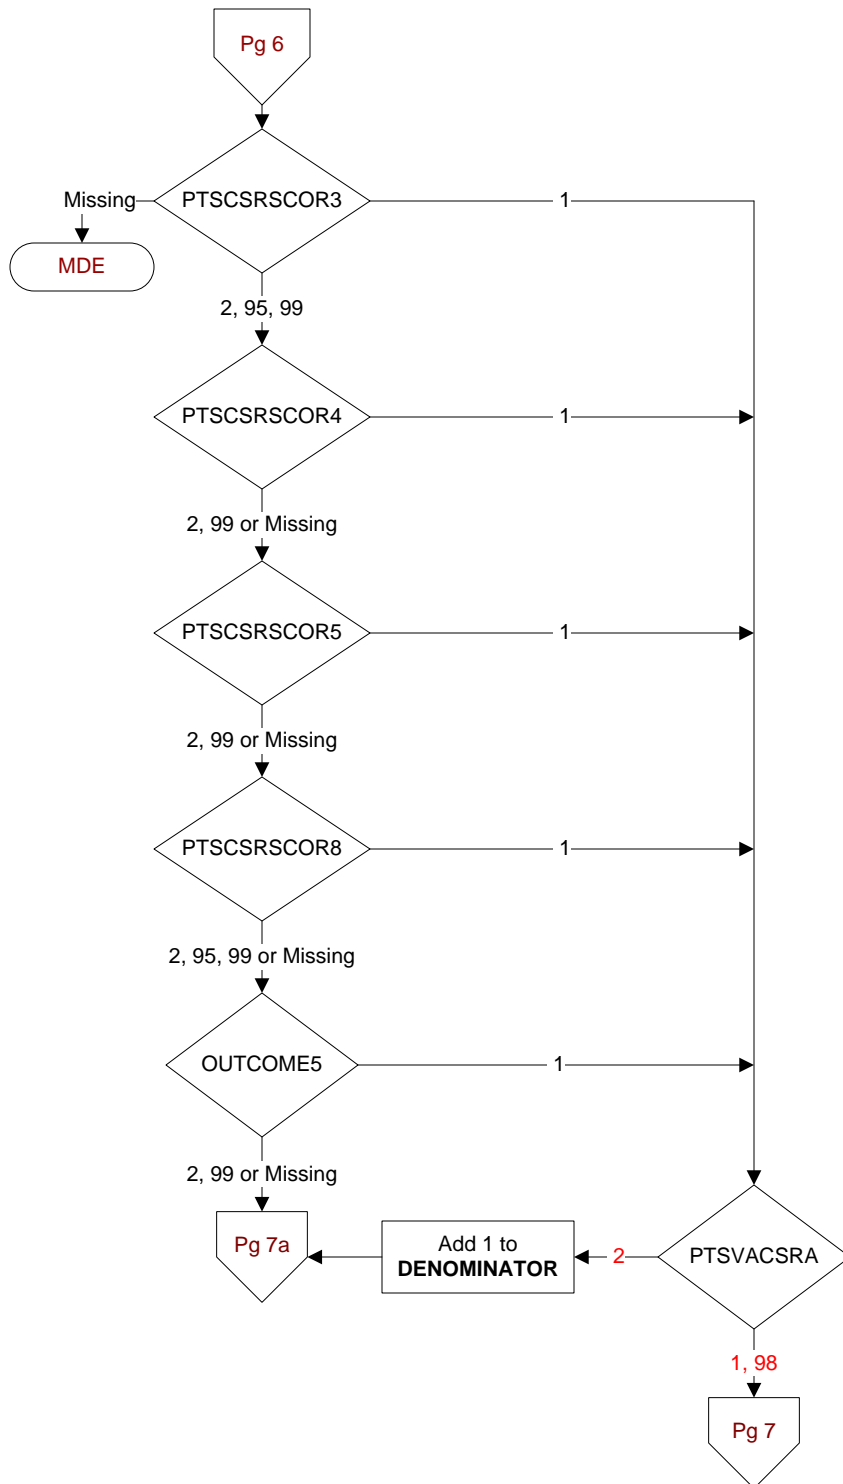 Pg 6
PTSCSRSCOR3
Missing
1
MDE
2, 95, 99
PTSCSRSCOR4
1
2, 99 or Missing
PTSCSRSCOR5
1
2, 99 or Missing
PTSCSRSCOR8
1
2, 95, 99 or Missing
OUTCOME5
1
2, 99 or Missing
Pg 7a
Add 1 to
DENOMINATOR
2
PTSVACSRA
1, 98
Pg 7